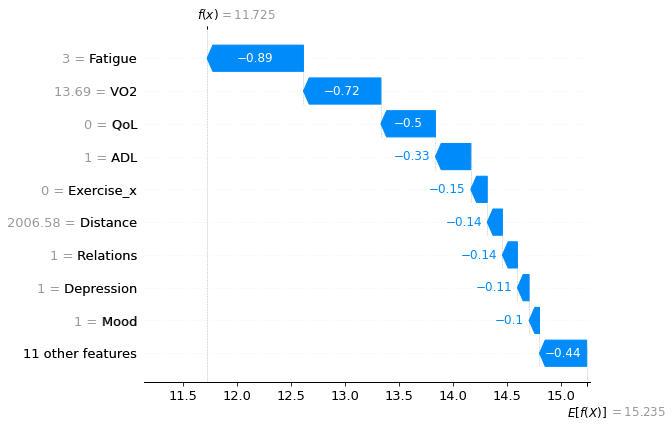 f(x) = 11.725
3 = Fatigue −0.89
13.69 = VO2 −0.72
0 = QoL −0.5
1 = ADL −0.33
0 = Exercise_x −0.15
2006.58 = Distance −0.14
1 = Relations −0.14
1 = Depression −0.11
1 = Mood −0.1
11 other features −0.44
11.5 12.0 12.5 13.0 13.5 14.0 14.5 15.0
E[f(X)] = 15.235